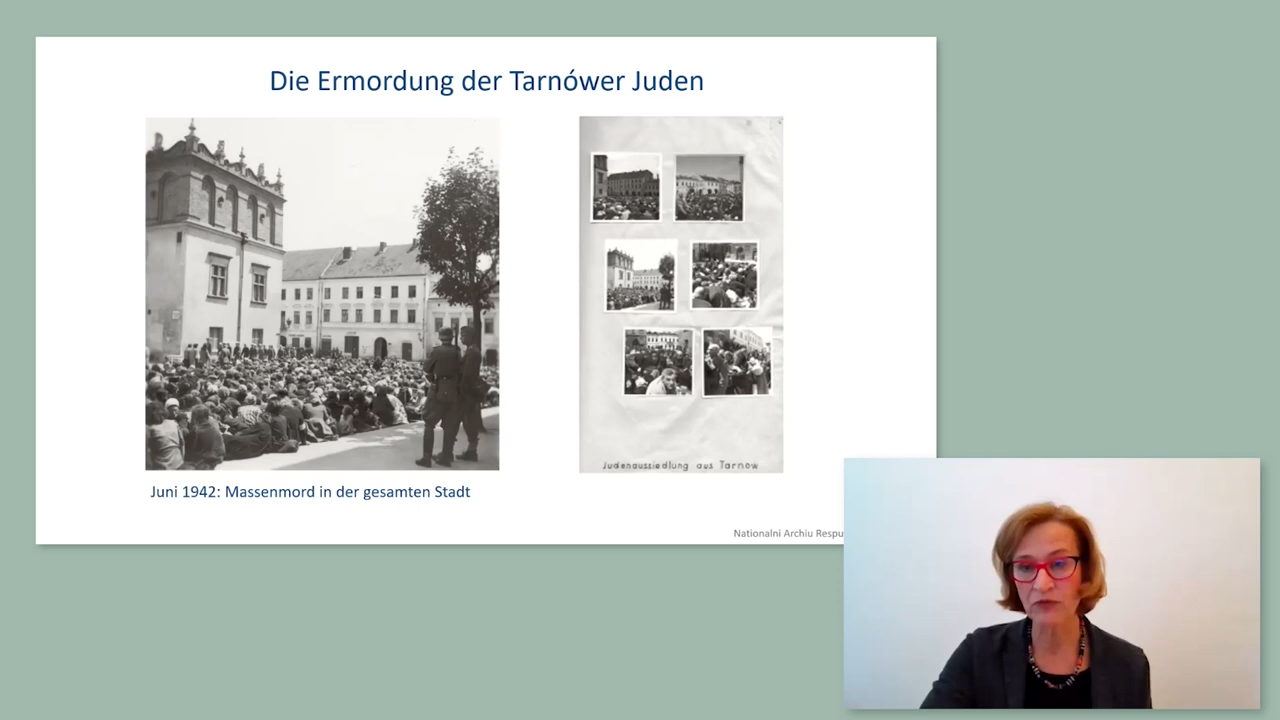 Die Ermordung der Tarnówer Juden
Judenaussiedlung aus Tarnow
Juni 1942: Massenmord in der gesamten Stadt
Nationalni Archiu Respu